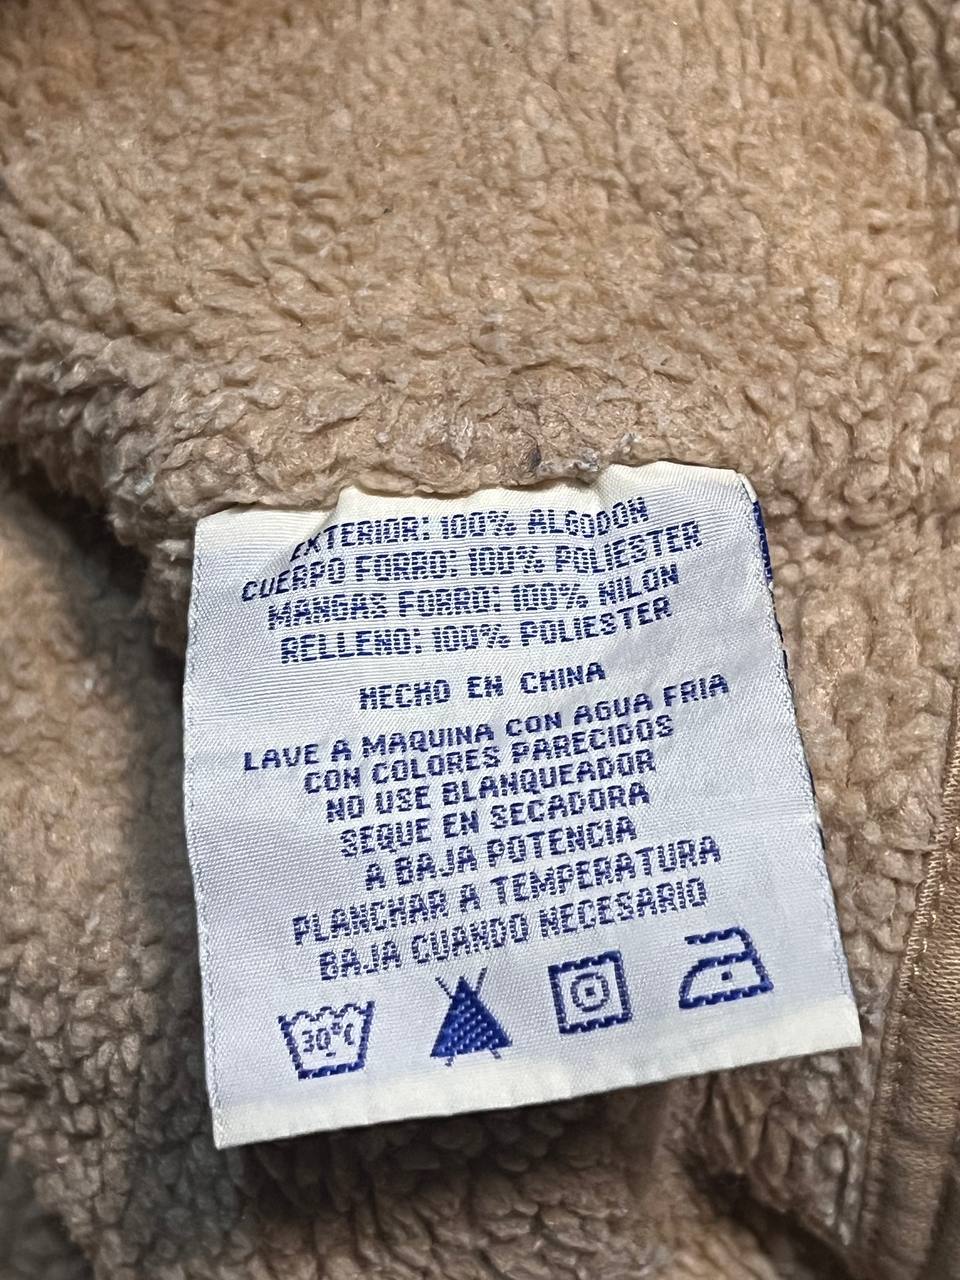 EXTERIOR: 100% ALGODON
CUERPO FORRO: 100% POLIESTER
MANGAS FORRO: 100% NILON
RELLENO: 100% POLIESTER
HECHO EN CHINA
LAVE A MAQUINA CON AGUA FRIA
CON COLORES PARECIDOS
NO USE BLANQUEADOR
SEQUE EN SECADORA
A BAJA POTENCIA
PLANCHAR A TEMPERATURA
BAJA CUANDO NECESARIO
30°C